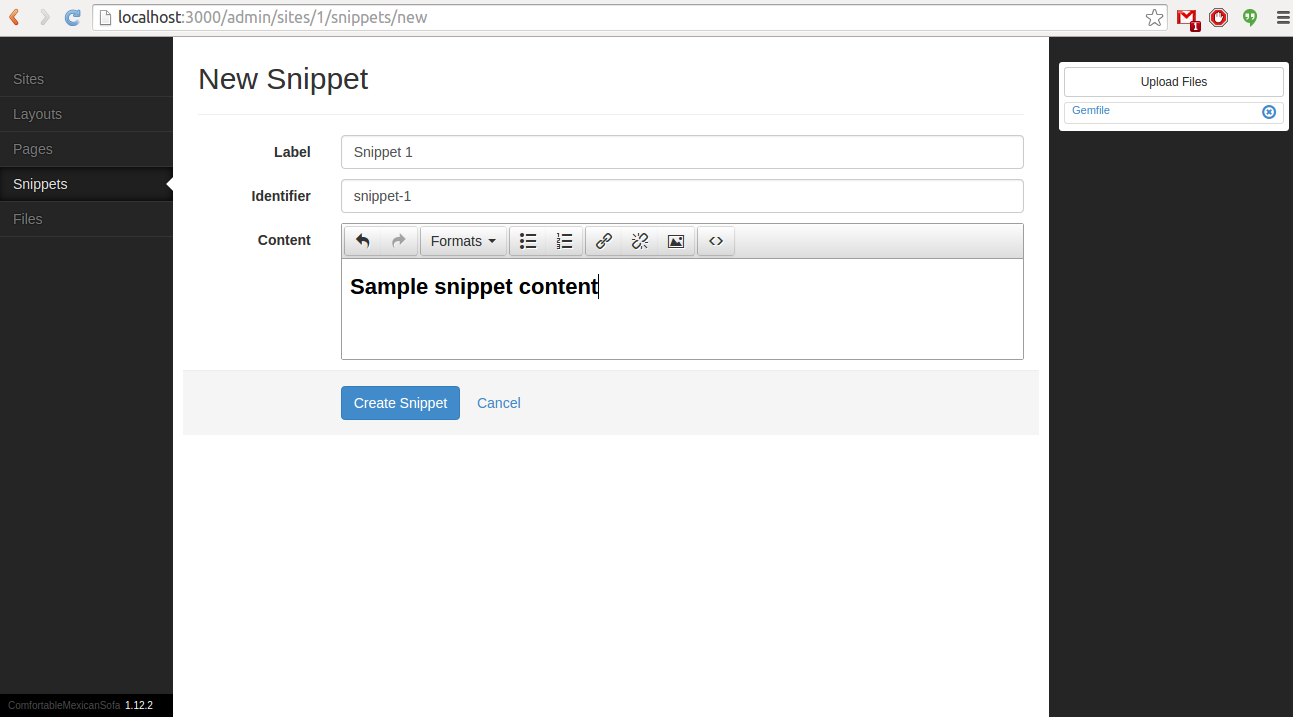 localhost:3000/admin/sites/1/snippets/new
1
Sites
Layouts
Pages
Snippets
Files
New Snippet
Label
Snippet 1
Identifier
snippet-1
Content
Formats
Sample snippet content
Create Snippet
Cancel
Upload Files
Gemfile
ComfortableMexicanSofa 1.12.2